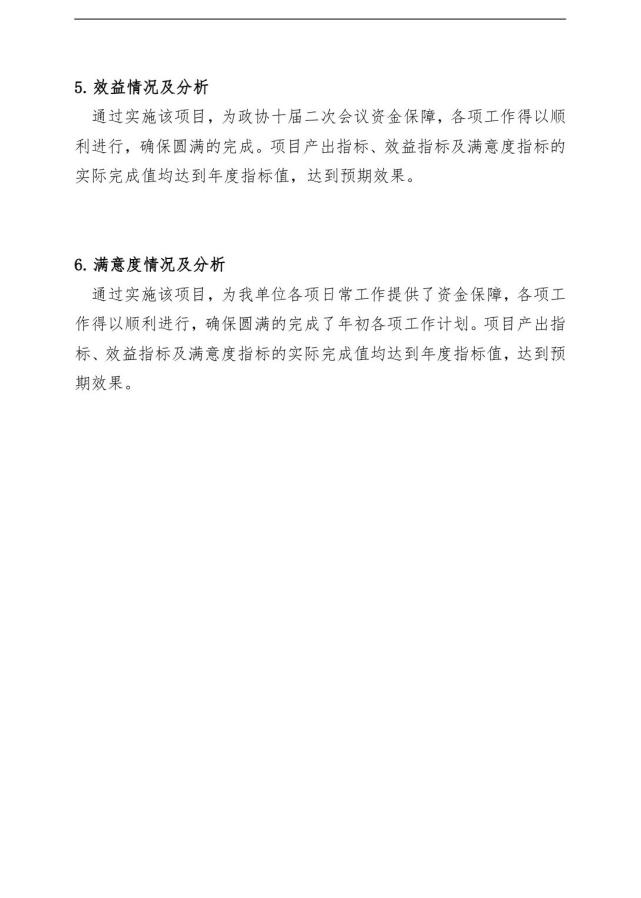 5. 效益情况及分析
通过实施该项目，为政协十届二次会议资金保障，各项工作得以顺
利进行，确保圆满的完成。项目产出指标、效益指标及满意度指标的
实际完成值均达到年度指标值，达到预期效果。
6. 满意度情况及分析
通过实施该项目，为我单位各项日常工作提供了资金保障，各项工
作得以顺利进行，确保圆满的完成了年初各项工作计划。项目产出指
标、效益指标及满意度指标的实际完成值均达到年度指标值，达到预
期效果。